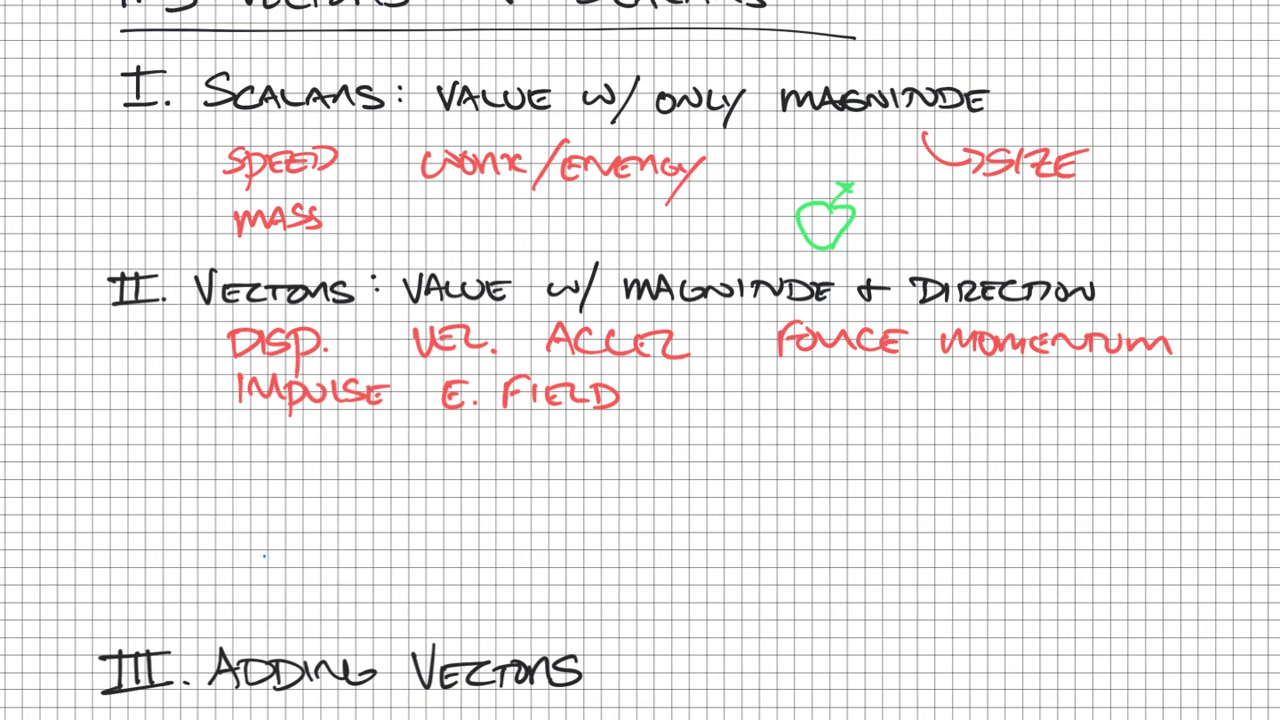 VECTORS
I. SCALARS: VALUE W/ ONLY MAGNITUDE
SPEED WORK/ENERGY SIZE
MASS
II. VECTORS: VALUE W/ MAGNITUDE & DIRECTION
DISP. VEL. ACCEL FORCE MOMENTUM
IMPULSE E. FIELD
III. ADDING VECTORS